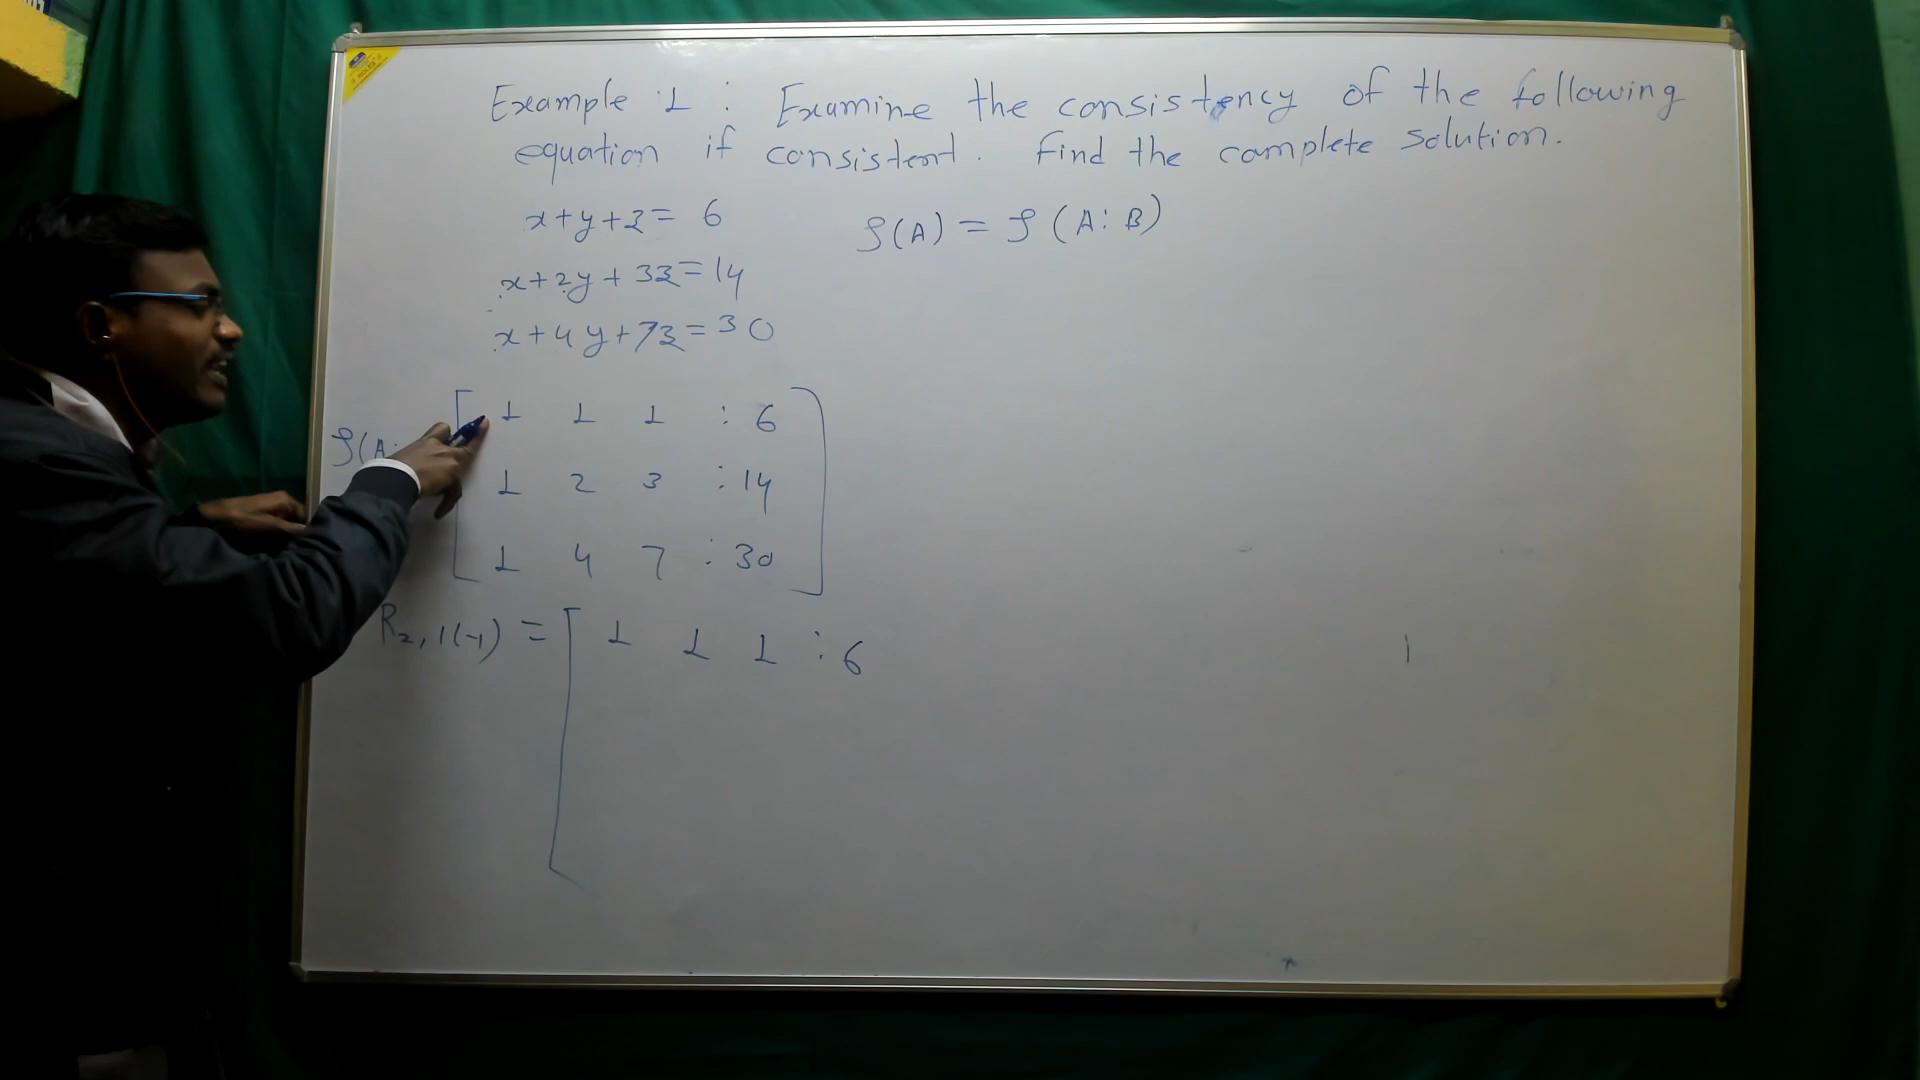 Example 1 : Examine the consistency of the following
equation if consistent. Find the complete solution.
x+y+z= 6
ρ(A) = ρ (A: B)
x+2y+3z=14
x+4y+7z=30
ρ(A:
1 1 1 : 6
1 2 3 : 14
1 4 7 : 30
R₂,1(-1) = [ 1 1 1 : 6